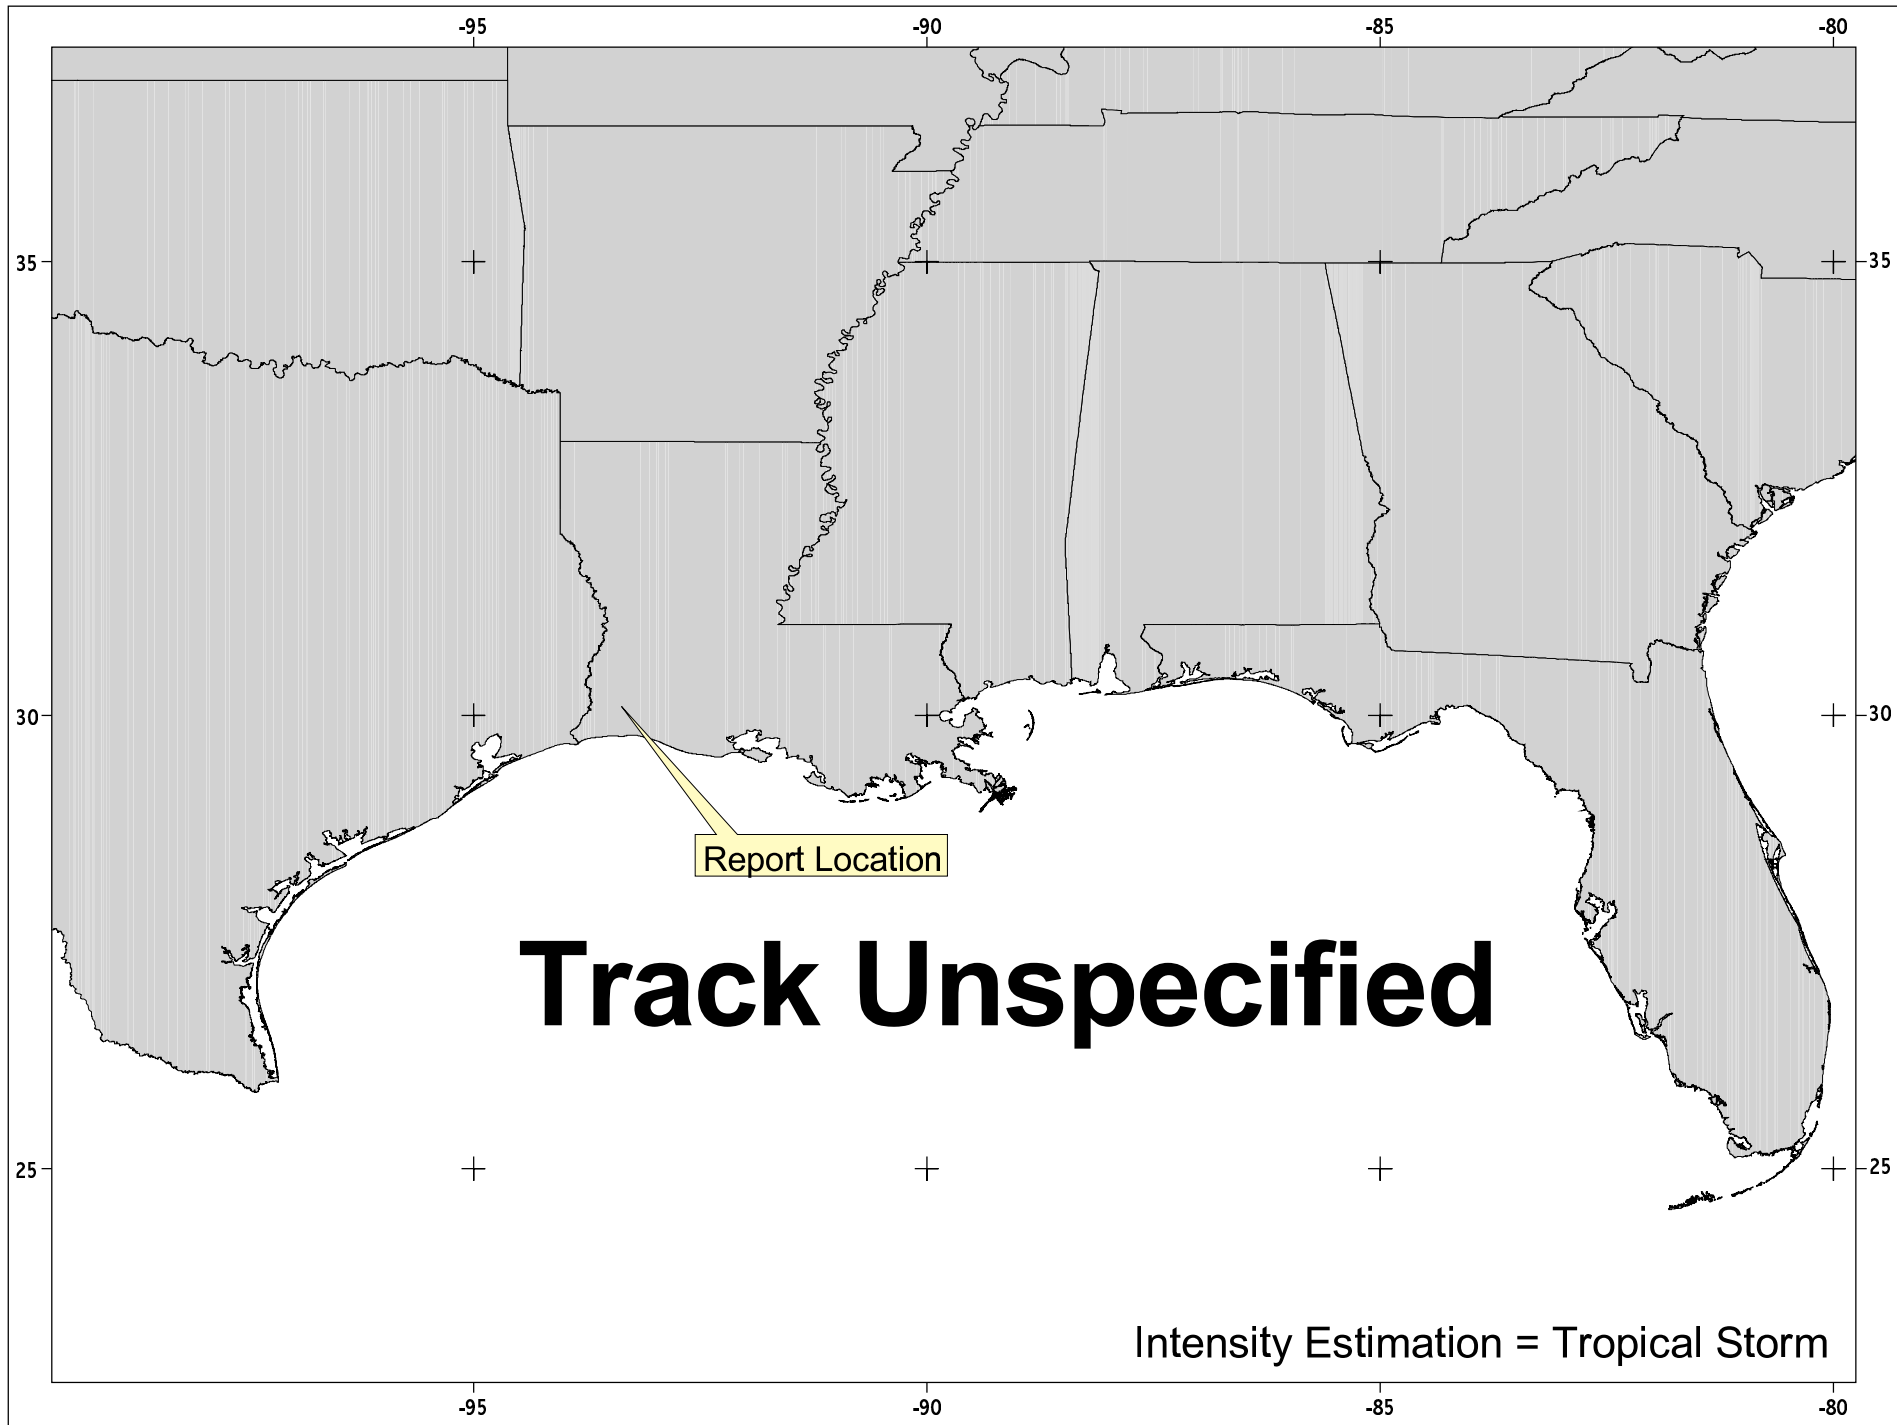 -95 -90 -85 -80
35 35
30 30
Report Location
Track Unspecified
25 25
Intensity Estimation = Tropical Storm
-95 -90 -85 -80